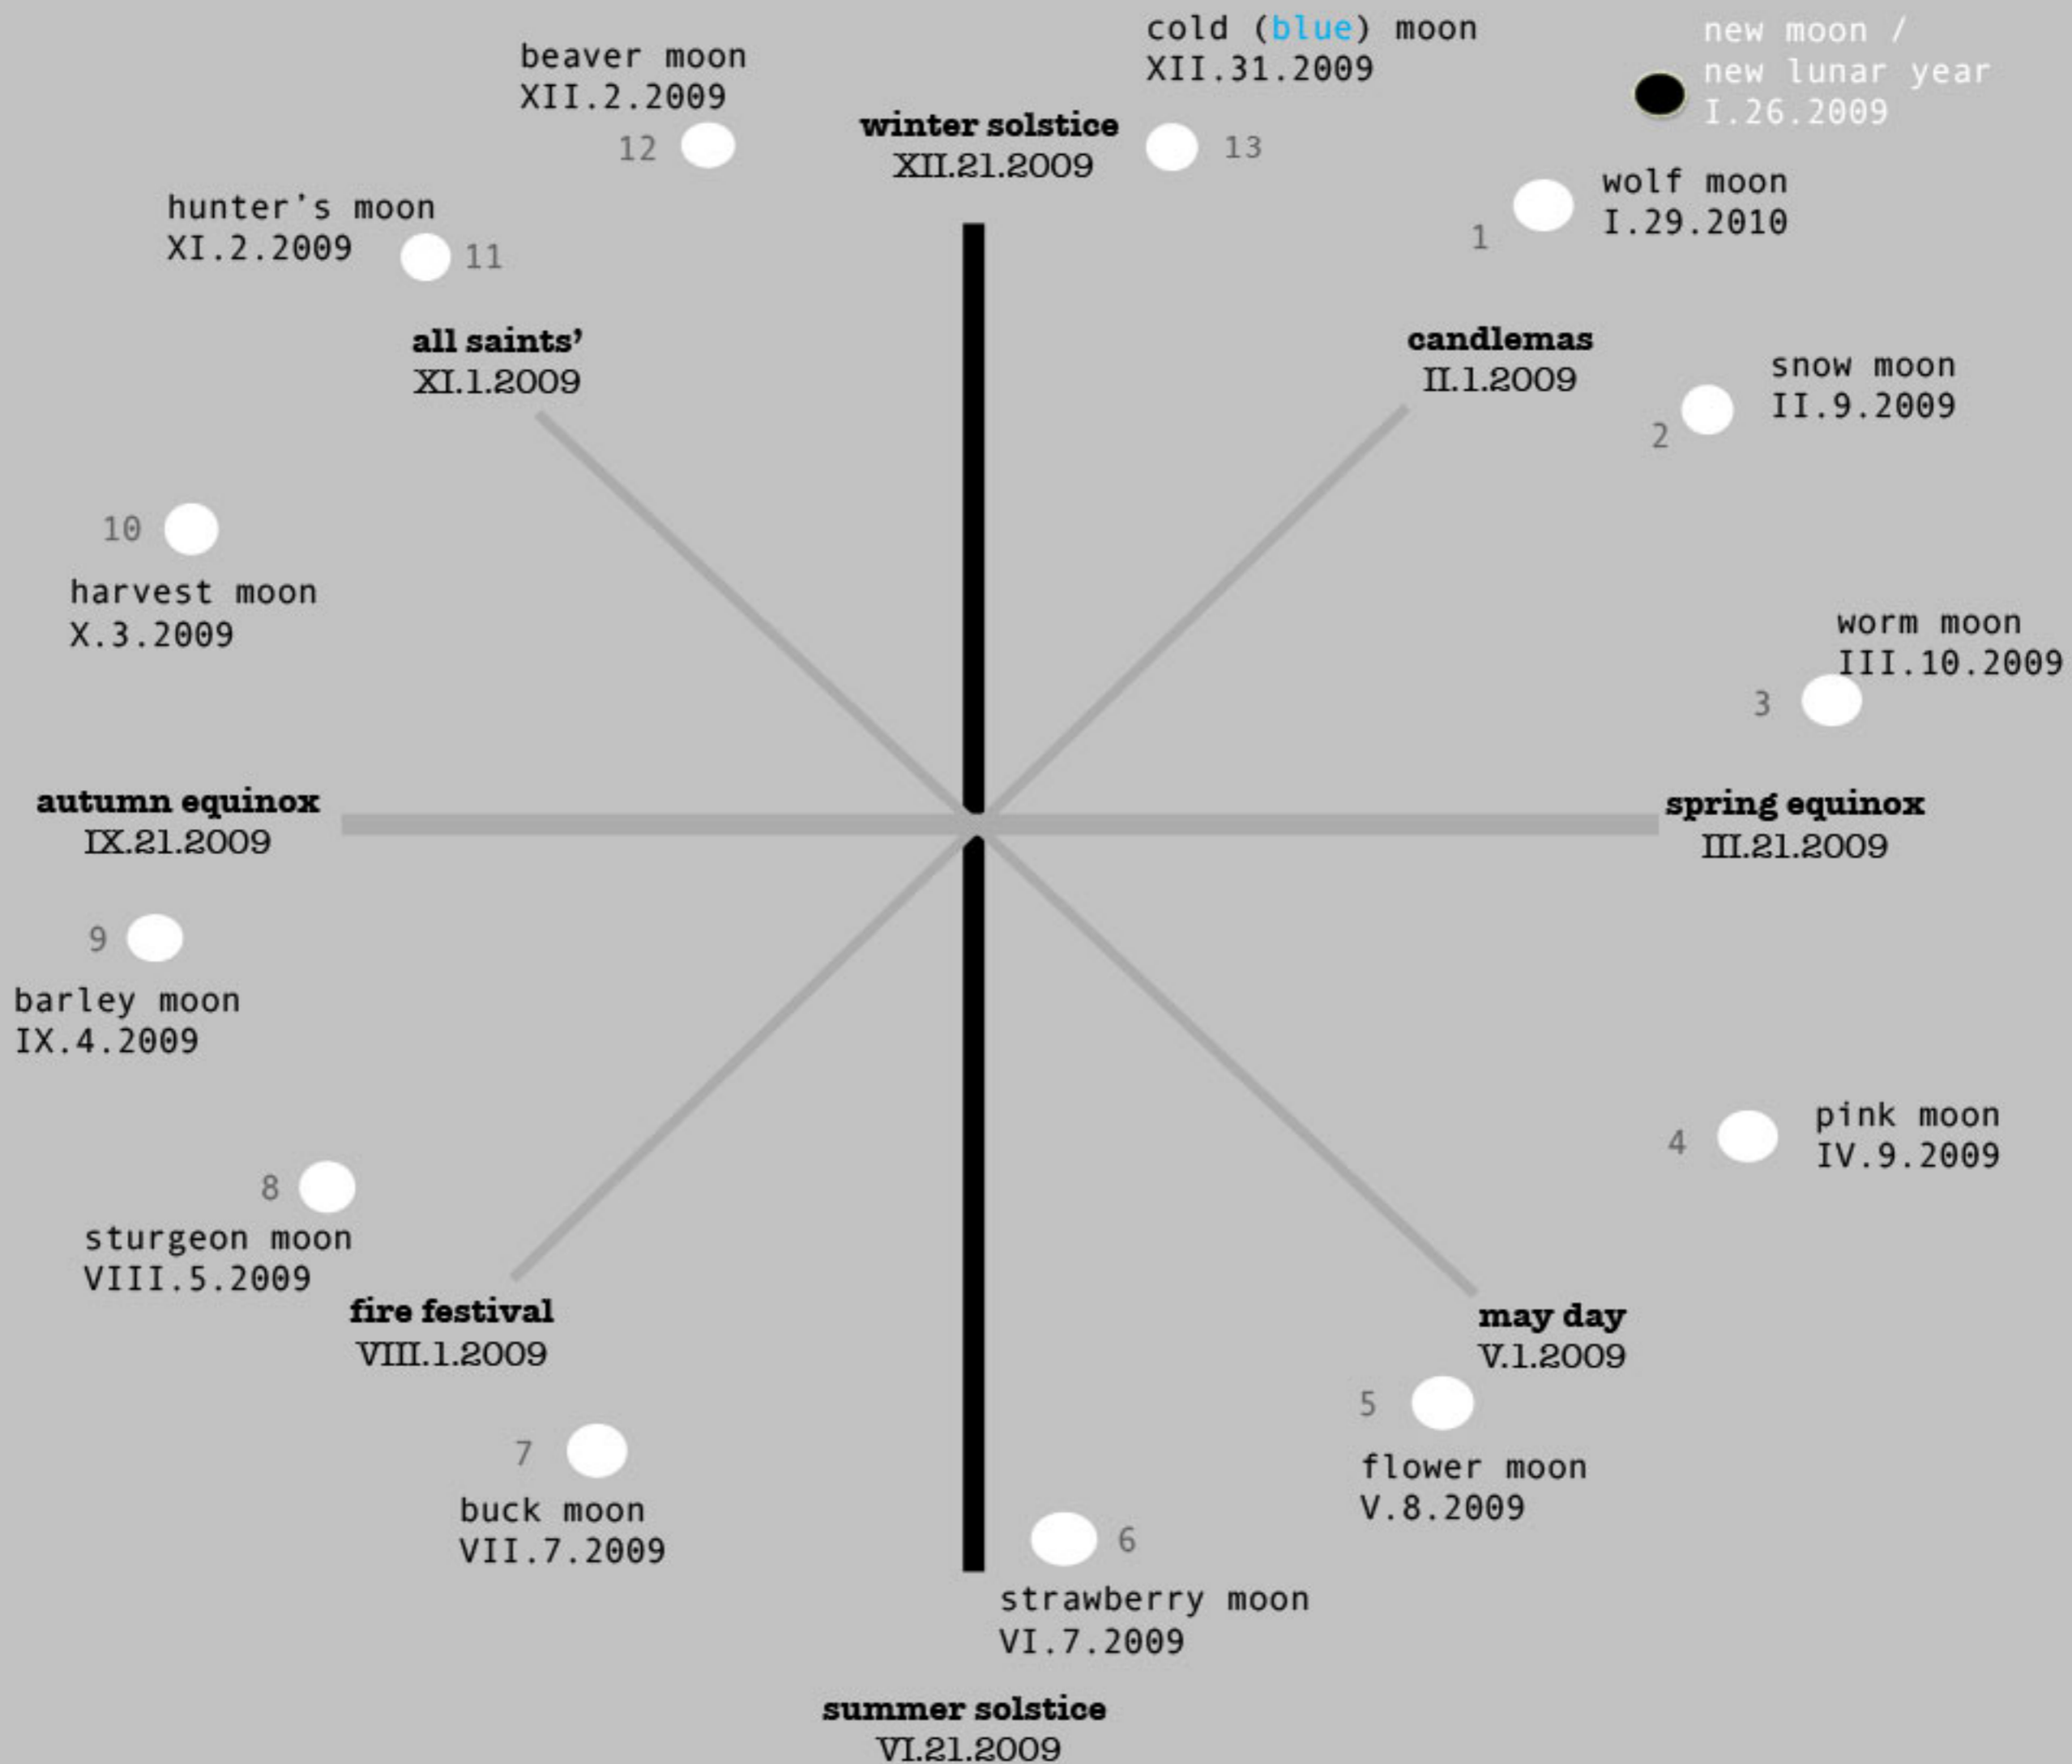 cold (blue) moon
XII.31.2009
new moon /
new lunar year
I.26.2009
beaver moon
XII.2.2009
12
winter solstice
XII.21.2009
13
wolf moon
I.29.2010
1
hunter's moon
XI.2.2009
11
all saints’
XI.1.2009
candlemas
II.1.2009
snow moon
II.9.2009
2
10
harvest moon
X.3.2009
worm moon
III.10.2009
3
autumn equinox
IX.21.2009
spring equinox
III.21.2009
9
barley moon
IX.4.2009
4
pink moon
IV.9.2009
8
sturgeon moon
VIII.5.2009
fire festival
VIII.1.2009
may day
V.1.2009
5
flower moon
V.8.2009
7
buck moon
VII.7.2009
6
strawberry moon
VI.7.2009
summer solstice
VI.21.2009